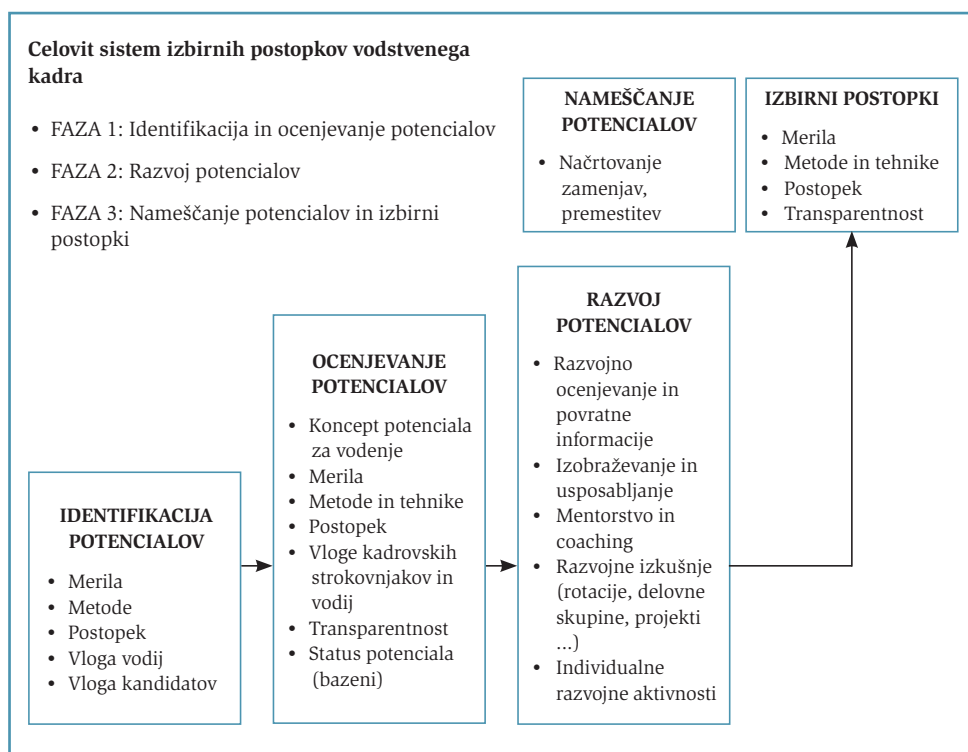 Celovit sistem izbirnih postopkov vodstvenega
kadra
• FAZA 1: Identifikacija in ocenjevanje potencialov
• FAZA 2: Razvoj potencialov
• FAZA 3: Nameščanje potencialov in izbirni
postopki
IDENTIFIKACIJA
POTENCIALOV
• Merila
• Metode
• Postopek
• Vloga vodij
• Vloga kandidatov
OCENJEVANJE
POTENCIALOV
• Koncept potenciala
za vodenje
• Merila
• Metode in tehnike
• Postopek
• Vloge kadrovskih
strokovnjakov in
vodij
• Transparentnost
• Status potenciala
(bazeni)
RAZVOJ
POTENCIALOV
• Razvojno
ocenjevanje in
povratne
informacije
• Izobraževanje in
usposabljanje
• Mentorstvo in
coaching
• Razvojne izkušnje
(rotacije, delovne
skupine, projekti
...)
• Individualne
razvojne aktivnosti
NAMEŠČANJE
POTENCIALOV
• Načrtovanje
zamenjav,
premestitev
IZBIRNI POSTOPKI
• Merila
• Metode in tehnike
• Postopek
• Transparentnost